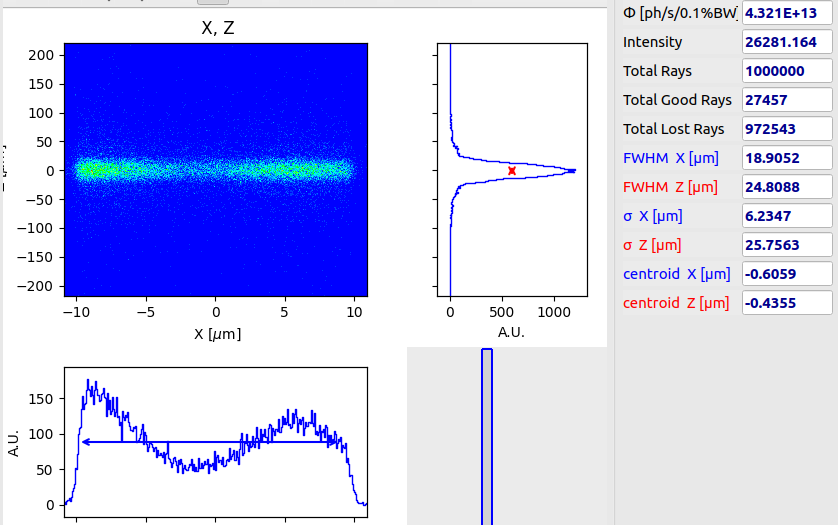 X, Z
200
150
100
50
0
−50
−100
−150
−200
−10
−5
0
5
10
X [μm]
0
500
1000
A.U.
150
100
50
0
A.U.
Φ [ph/s/0.1%BW] 4.321E+13
Intensity 26281.164
Total Rays 1000000
Total Good Rays 27457
Total Lost Rays 972543
FWHM X [μm] 18.9052
FWHM Z [μm] 24.8088
σ X [μm] 6.2347
σ Z [μm] 25.7563
centroid X [μm] -0.6059
centroid Z [μm] -0.4355